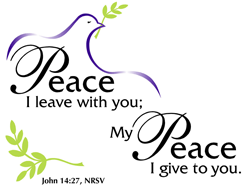 Peace
I leave with you;
My Peace
I give to you.
John 14:27, NRSV